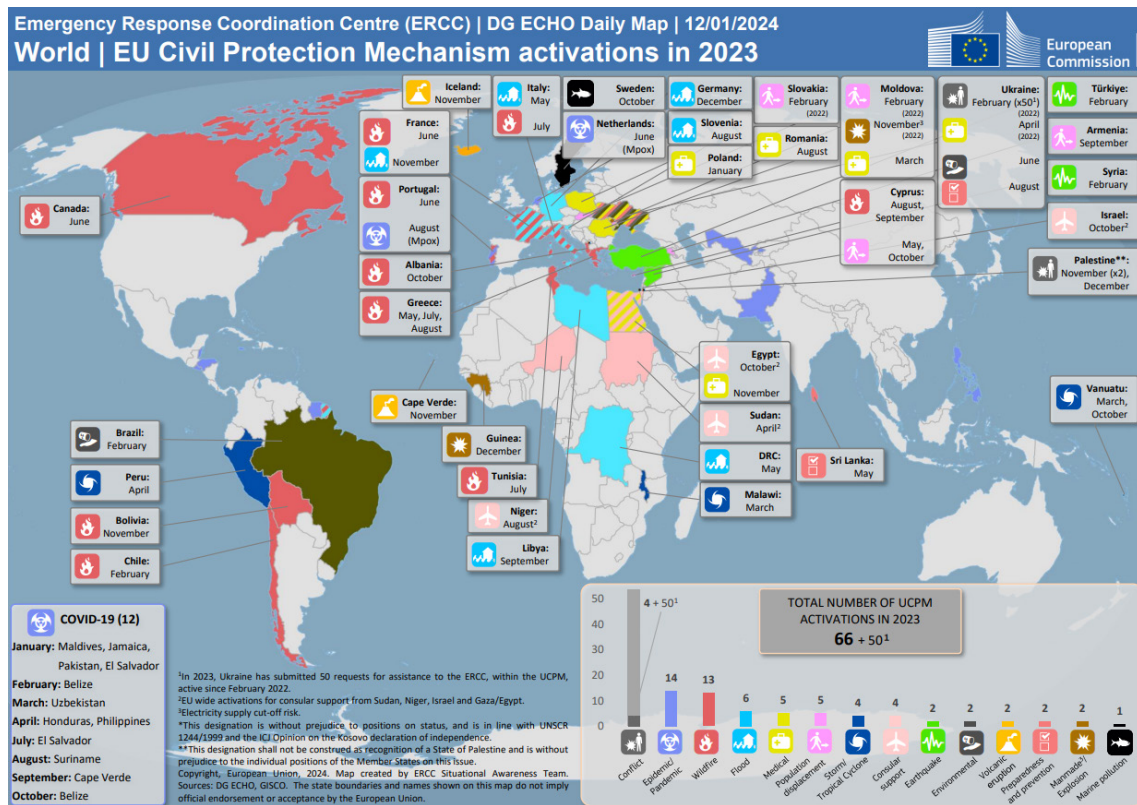 Emergency Response Coordination Centre (ERCC) | DG ECHO Daily Map | 12/01/2024
World | EU Civil Protection Mechanism activations in 2023
European
Commission
Iceland:
November
Italy:
May
July
Sweden:
October
Netherlands:
June
(Mpox)
Germany:
December
Slovenia:
August
Poland:
January
Slovakia:
February
(2022)
Romania:
August
Moldova:
February
(2022)
November³
(2022)
March
Cyprus:
August,
September
May,
October
Ukraine:
February (x50¹)
(2022)
April
(2022)
June
August
Türkiye:
February
Armenia:
September
Syria:
February
Israel:
October²
Palestine**:
November (x2),
December
France:
June
November
Portugal:
June
August
(Mpox)
Albania:
October
Greece:
May, July,
August
Canada:
June
Cape Verde:
November
Guinea:
December
Tunisia:
July
Niger:
August²
Libya:
September
Egypt:
October²
November
Sudan:
April²
DRC:
May
Malawi:
March
Sri Lanka:
May
Vanuatu:
March,
October
Brazil:
February
Peru:
April
Bolivia:
November
Chile:
February
COVID-19 (12)
January: Maldives, Jamaica,
Pakistan, El Salvador
February: Belize
March: Uzbekistan
April: Honduras, Philippines
July: El Salvador
August: Suriname
September: Cape Verde
October: Belize
¹In 2023, Ukraine has submitted 50 requests for assistance to the ERCC, within the UCPM,
active since February 2022.
²EU wide activations for consular support from Sudan, Niger, Israel and Gaza/Egypt.
³Electricity supply cut-off risk.
*This designation is without prejudice to positions on status, and is in line with UNSCR
1244/1999 and the ICJ Opinion on the Kosovo declaration of independence.
**This designation shall not be construed as recognition of a State of Palestine and is without
prejudice to the individual positions of the Member States on this issue.
Copyright, European Union, 2024. Map created by ERCC Situational Awareness Team.
Sources: DG ECHO, GISCO. The state boundaries and names shown on this map do not imply
official endorsement or acceptance by the European Union.
TOTAL NUMBER OF UCPM
ACTIVATIONS IN 2023
66 + 50¹
50
40
30
20
10
0
4 + 50¹
14
13
6
5
5
4
4
2
2
2
2
2
1
Conflict
Epidemic/
Pandemic
Wildfire
Flood
Medical
Population
displacement
Storm/
Tropical Cyclone
Consular
support
Earthquake
Environmental
Volcanic
eruption
Preparedness
and prevention
Manmade³/
Explosion
Marine pollution